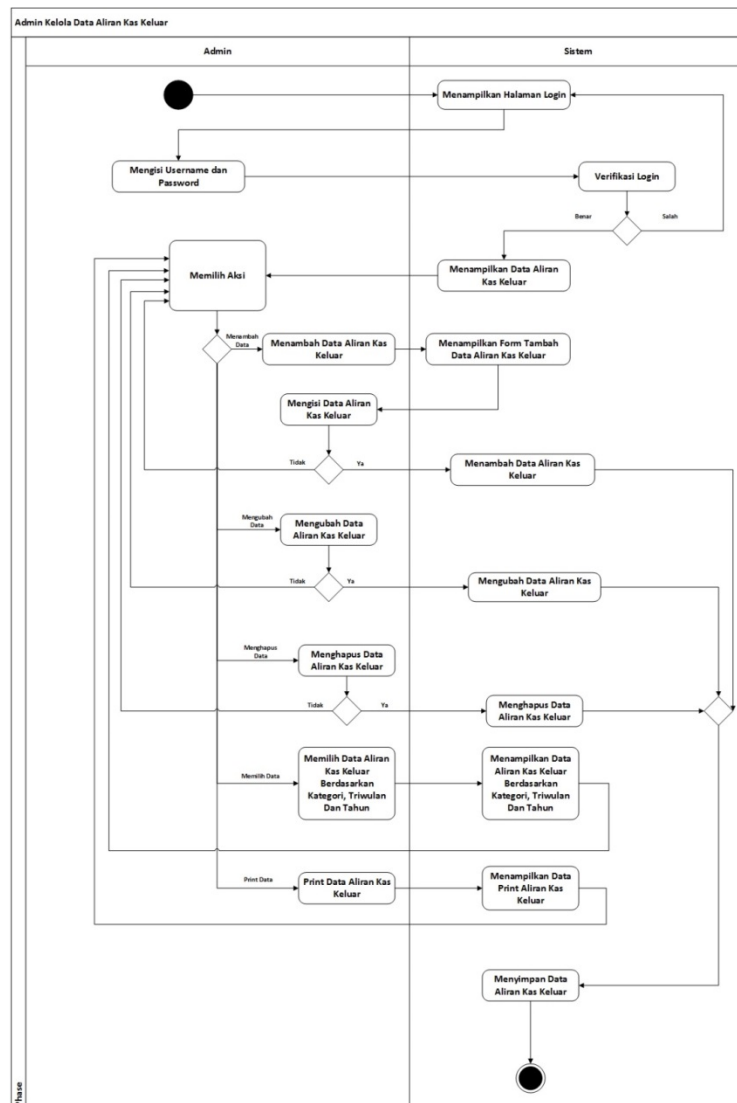 Admin Kelola Data Aliran Kas Keluar
Admin
Sistem
Menampilkan Halaman Login
Mengisi Username dan
Password
Verifikasi Login
Benar
Salah
Menampilkan Data Aliran
Kas Keluar
Memilih Aksi
Menambah
Data
Menambah Data Aliran Kas
Keluar
Menampilkan Form Tambah
Data Aliran Kas Keluar
Mengisi Data Aliran
Kas Keluar
Tidak
Ya
Menambah Data Aliran Kas
Keluar
Mengubah
Data
Mengubah Data
Aliran Kas Keluar
Tidak
Ya
Mengubah Data Aliran Kas
Keluar
Menghapus
Data
Menghapus Data
Aliran Kas Keluar
Tidak
Ya
Menghapus Data
Aliran Kas Keluar
Memilih Data
Memilih Data Aliran
Kas Keluar
Berdasarkan
Kategori, Triwulan
Dan Tahun
Menampilkan Data
Aliran Kas Keluar
Berdasarkan
Kategori, Triwulan
Dan Tahun
Print Data
Print Data Aliran Kas
Keluar
Menampilkan Data
Print Aliran Kas
Keluar
Menyimpan Data
Aliran Kas Keluar
Phase